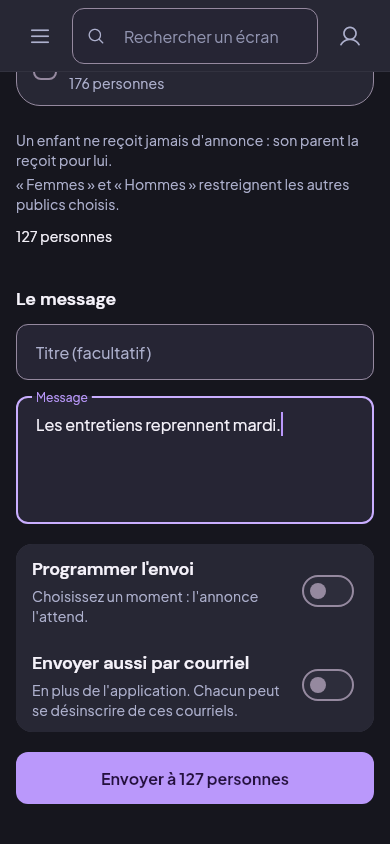 Rechercher un écran
176 personnes
Un enfant ne reçoit jamais d'annonce : son parent la
reçoit pour lui.
« Femmes » et « Hommes » restreignent les autres
publics choisis.
127 personnes
Le message
Titre (facultatif)
Message
Les entretiens reprennent mardi.
Programmer l'envoi
Choisissez un moment : l'annonce
l'attend.
Envoyer aussi par courriel
En plus de l'application. Chacun peut
se désinscrire de ces courriels.
Envoyer à 127 personnes